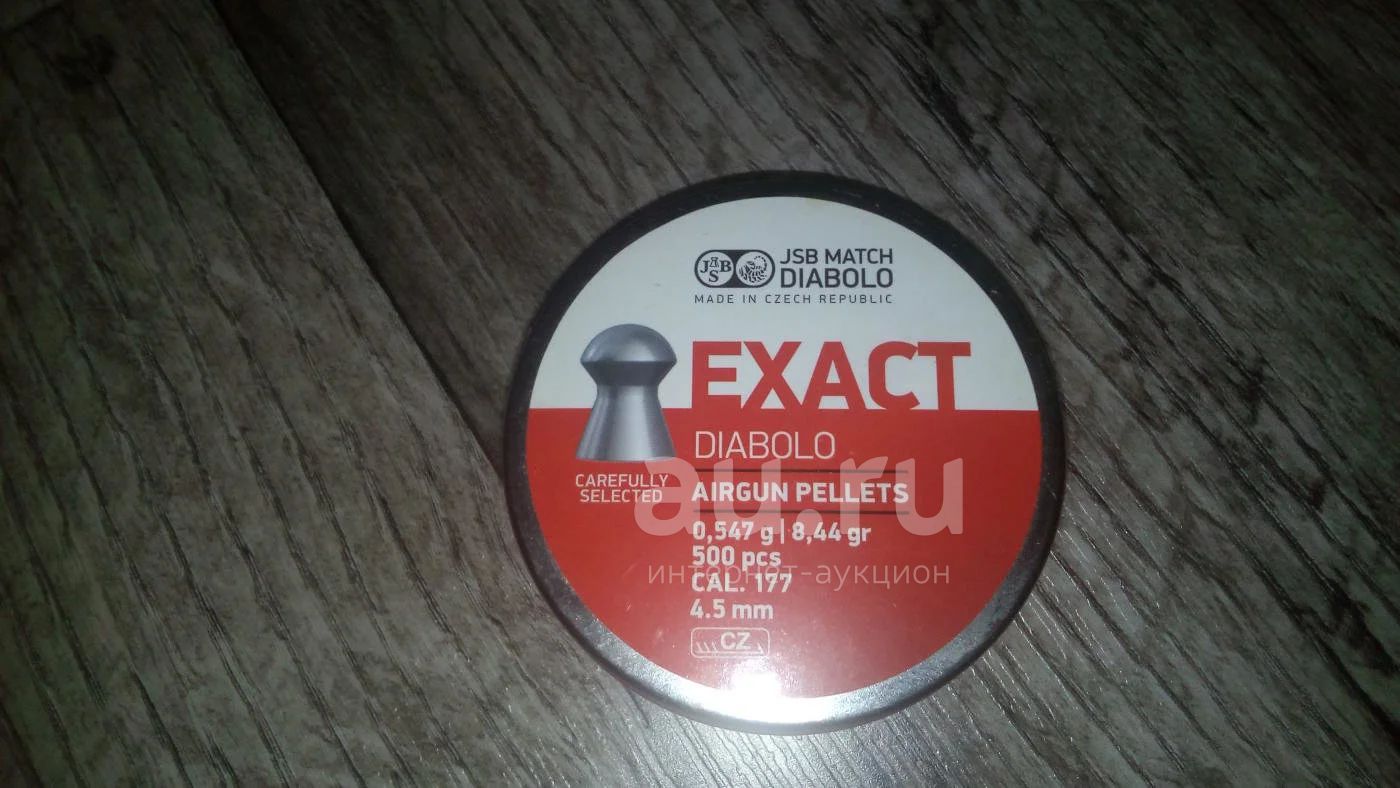 JSB
JSB MATCH
DIABOLO
MADE IN CZECH REPUBLIC
EXACT
DIABOLO
CAREFULLY
SELECTED
AIRGUN PELLETS
au.ru
0,547 g | 8,44 gr
500 pcs
интернет-аукцион
CAL. 177
4.5 mm
CZ